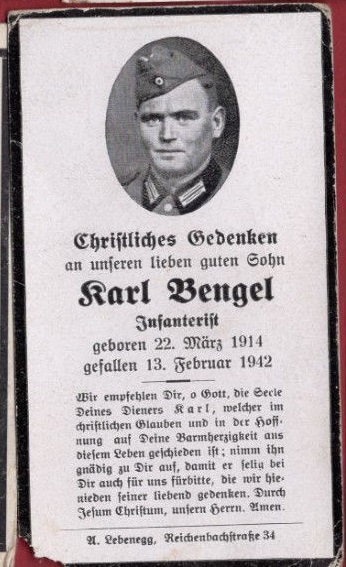 Christliches Gedenken
an unseren lieben guten Sohn
Karl Bengel
Infanterist
geboren 22. März 1914
gefallen 13. Februar 1942
Wir empfehlen Dir, o Gott, die Seele
Deines Dieners Karl, welcher im
christlichen Glauben und in der Hoff-
nung auf Deine Barmherzigkeit aus
diesem Leben geschieden ist; nimm ihn
gnädig zu Dir auf, damit er selig bei
Dir auch für uns fürbitte, die wir hie-
nieden seiner liebend gedenken. Durch
Jesum Christum, unsern Herrn. Amen.
A. Lebenegg, Reichenbachstraße 34